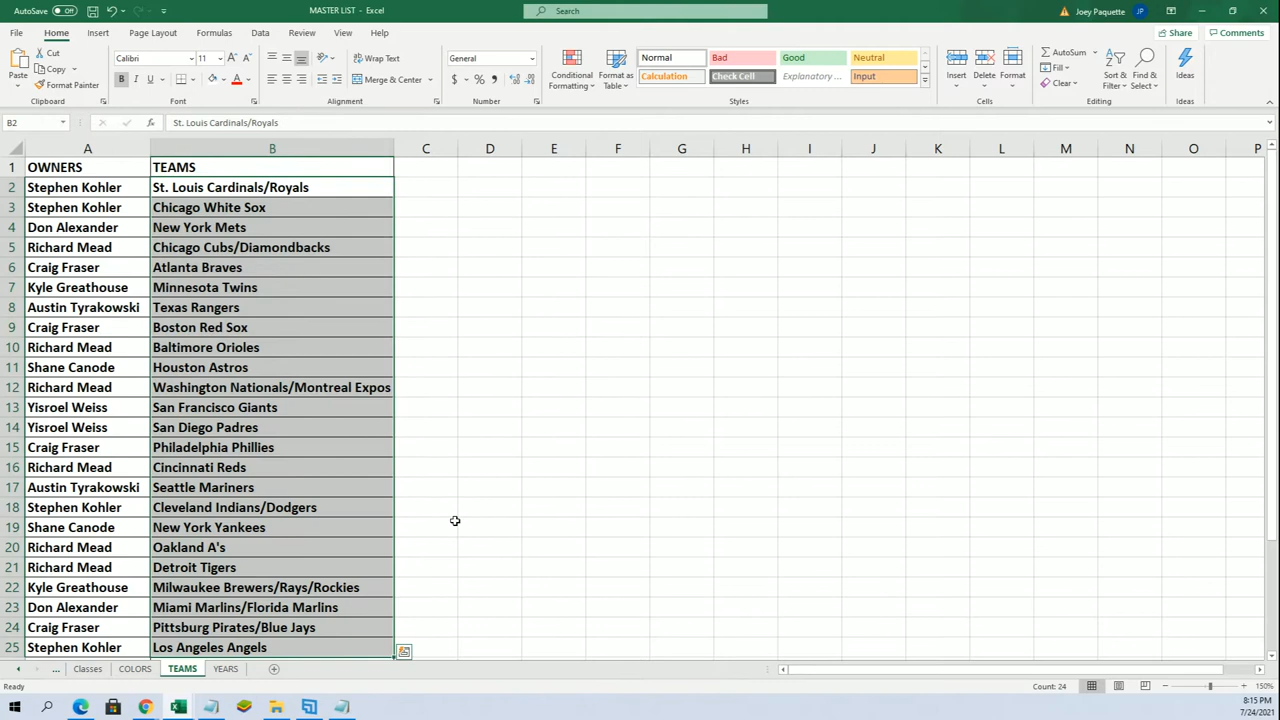 AutoSave Off MASTER LIST - Excel Search Joey Paquette JP
File Home Insert Page Layout Formulas Data Review View Help Share Comments
Paste Cut Copy Format Painter Clipboard
Calibri 11 A A B I U A Font
Wrap Text Merge & Center Alignment
General $ % 9 Number
Conditional Formatting Format as Table
Normal Bad Good Neutral
Calculation Check Cell Explanatory ... Input
Styles
Insert Delete Format Cells
AutoSum Fill Clear Sort & Filter Find & Select Editing
Ideas Ideas
B2 fx St. Louis Cardinals/Royals
A B C D E F G H I J K L M N O P
1 OWNERS TEAMS
2 Stephen Kohler St. Louis Cardinals/Royals
3 Stephen Kohler Chicago White Sox
4 Don Alexander New York Mets
5 Richard Mead Chicago Cubs/Diamondbacks
6 Craig Fraser Atlanta Braves
7 Kyle Greathouse Minnesota Twins
8 Austin Tyrakowski Texas Rangers
9 Craig Fraser Boston Red Sox
10 Richard Mead Baltimore Orioles
11 Shane Canode Houston Astros
12 Richard Mead Washington Nationals/Montreal Expos
13 Yisroel Weiss San Francisco Giants
14 Yisroel Weiss San Diego Padres
15 Craig Fraser Philadelphia Phillies
16 Richard Mead Cincinnati Reds
17 Austin Tyrakowski Seattle Mariners
18 Stephen Kohler Cleveland Indians/Dodgers
19 Shane Canode New York Yankees
20 Richard Mead Oakland A's
21 Richard Mead Detroit Tigers
22 Kyle Greathouse Milwaukee Brewers/Rays/Rockies
23 Don Alexander Miami Marlins/Florida Marlins
24 Craig Fraser Pittsburg Pirates/Blue Jays
25 Stephen Kohler Los Angeles Angels
... Classes COLORS TEAMS YEARS
Ready Count: 24 150%
8:15 PM
7/24/2021